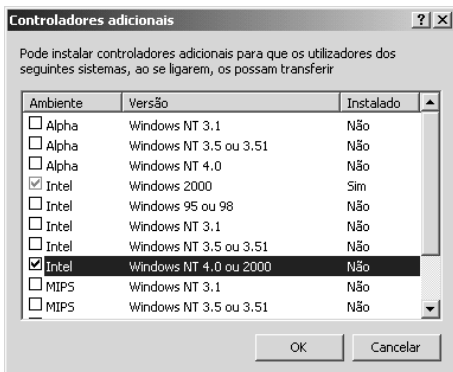 Controladores adicionais
Pode instalar controladores adicionais para que os utilizadores dos
seguintes sistemas, ao se ligarem, os possam transferir
Ambiente Versão Instalado
Alpha Windows NT 3.1 Não
Alpha Windows NT 3.5 ou 3.51 Não
Alpha Windows NT 4.0 Não
Intel Windows 2000 Sim
Intel Windows 95 ou 98 Não
Intel Windows NT 3.1 Não
Intel Windows NT 3.5 ou 3.51 Não
Intel Windows NT 4.0 ou 2000 Não
MIPS Windows NT 3.1 Não
MIPS Windows NT 3.5 ou 3.51 Não
OK Cancelar